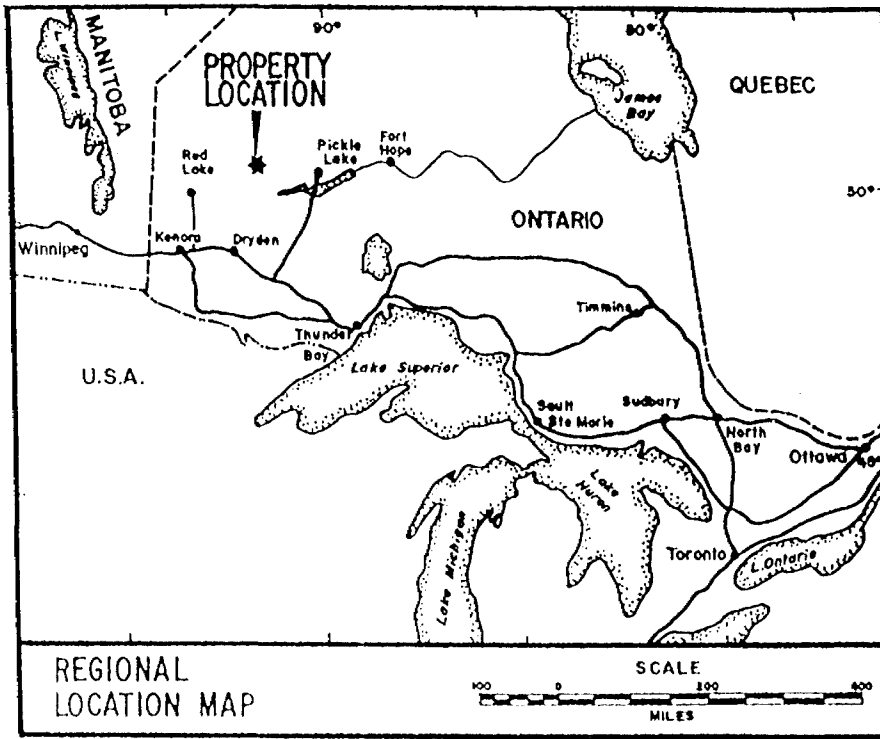 90°
80°
MANITOBA
L. Winnipeg
PROPERTY
LOCATION
QUEBEC
James
Bay
Red
Lake
Pickle
Lake
Fort
Hope
50°
ONTARIO
Winnipeg
Kenora
Dryden
Timmins
Thunder
Bay
Lake Superior
U.S.A.
Sault
Ste Marie
Sudbury
North
Bay
Ottawa
45°
Lake
Huron
Lake Michigan
Toronto
L. Ontario
REGIONAL
LOCATION MAP
SCALE
100 0 200 400
MILES